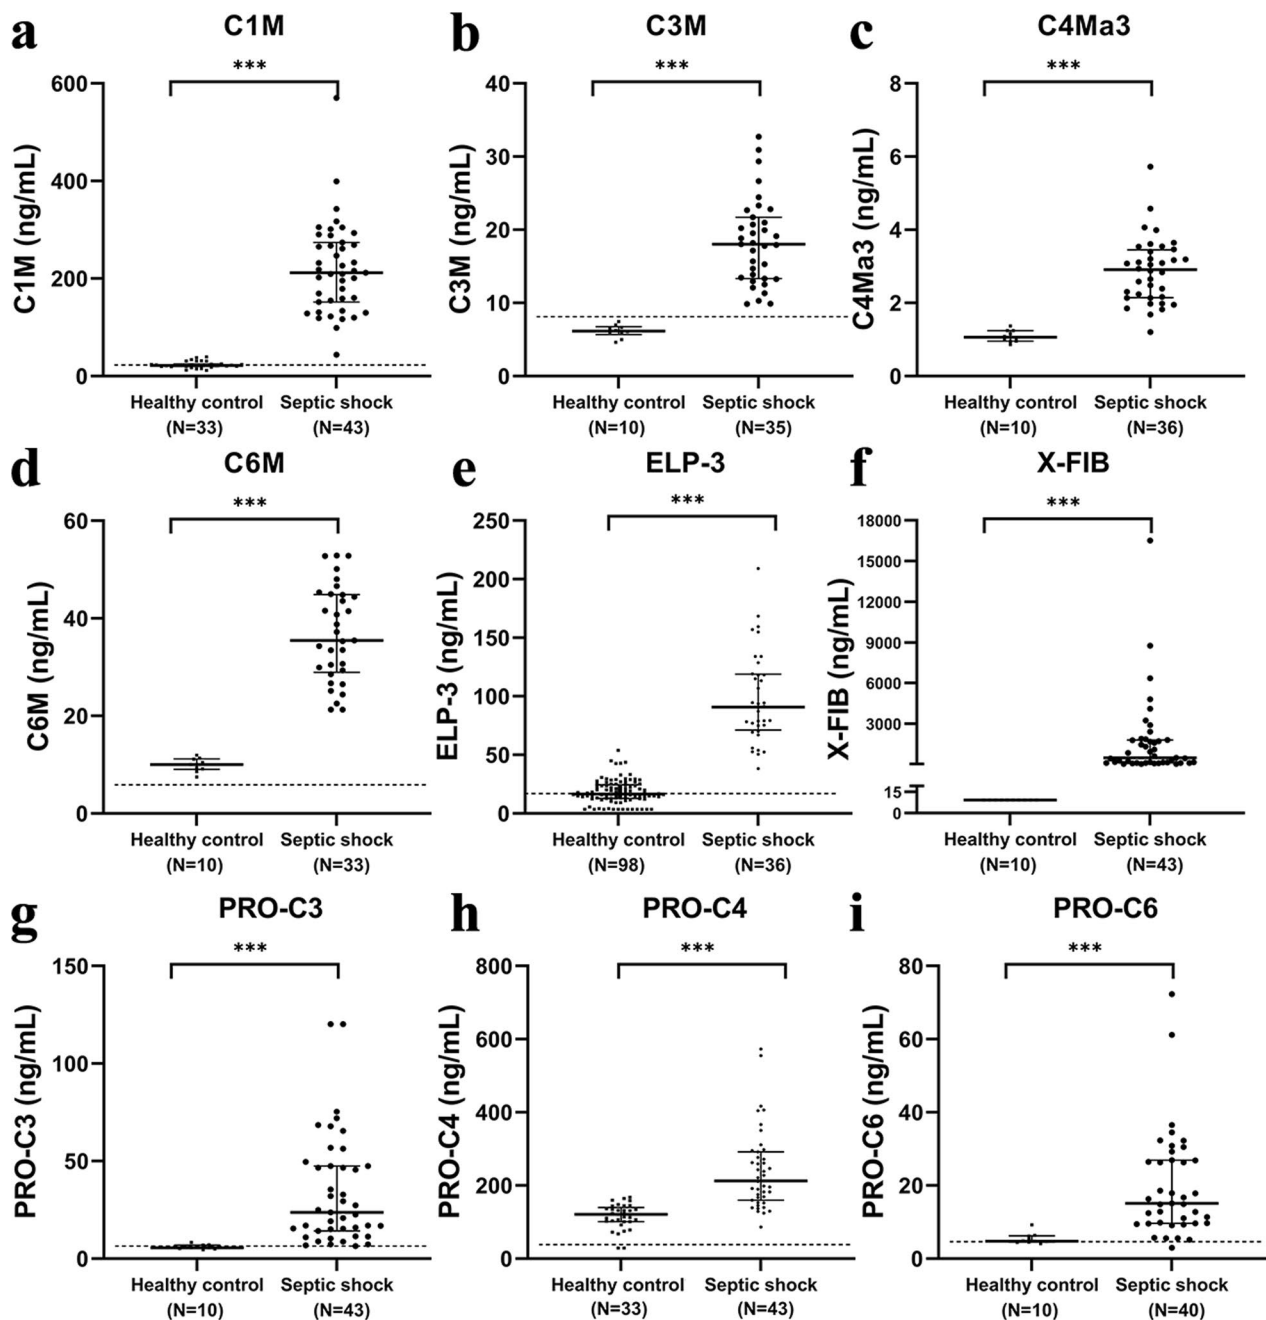 a
C1M
***
C1M (ng/mL)
600
400
200
0
Healthy control
(N=33)
Septic shock
(N=43)
b
C3M
***
C3M (ng/mL)
40
30
20
10
0
Healthy control
(N=10)
Septic shock
(N=35)
c
C4Ma3
***
C4Ma3 (ng/mL)
8
6
4
2
0
Healthy control
(N=10)
Septic shock
(N=36)
d
C6M
***
C6M (ng/mL)
60
40
20
0
Healthy control
(N=10)
Septic shock
(N=33)
e
ELP-3
***
ELP-3 (ng/mL)
250
200
150
100
50
0
Healthy control
(N=98)
Septic shock
(N=36)
f
X-FIB
***
X-FIB (ng/mL)
18000
15000
12000
9000
6000
3000
15
0
Healthy control
(N=10)
Septic shock
(N=43)
g
PRO-C3
***
PRO-C3 (ng/mL)
150
100
50
0
Healthy control
(N=10)
Septic shock
(N=43)
h
PRO-C4
***
PRO-C4 (ng/mL)
800
600
400
200
0
Healthy control
(N=33)
Septic shock
(N=43)
i
PRO-C6
***
PRO-C6 (ng/mL)
80
60
40
20
0
Healthy control
(N=10)
Septic shock
(N=40)